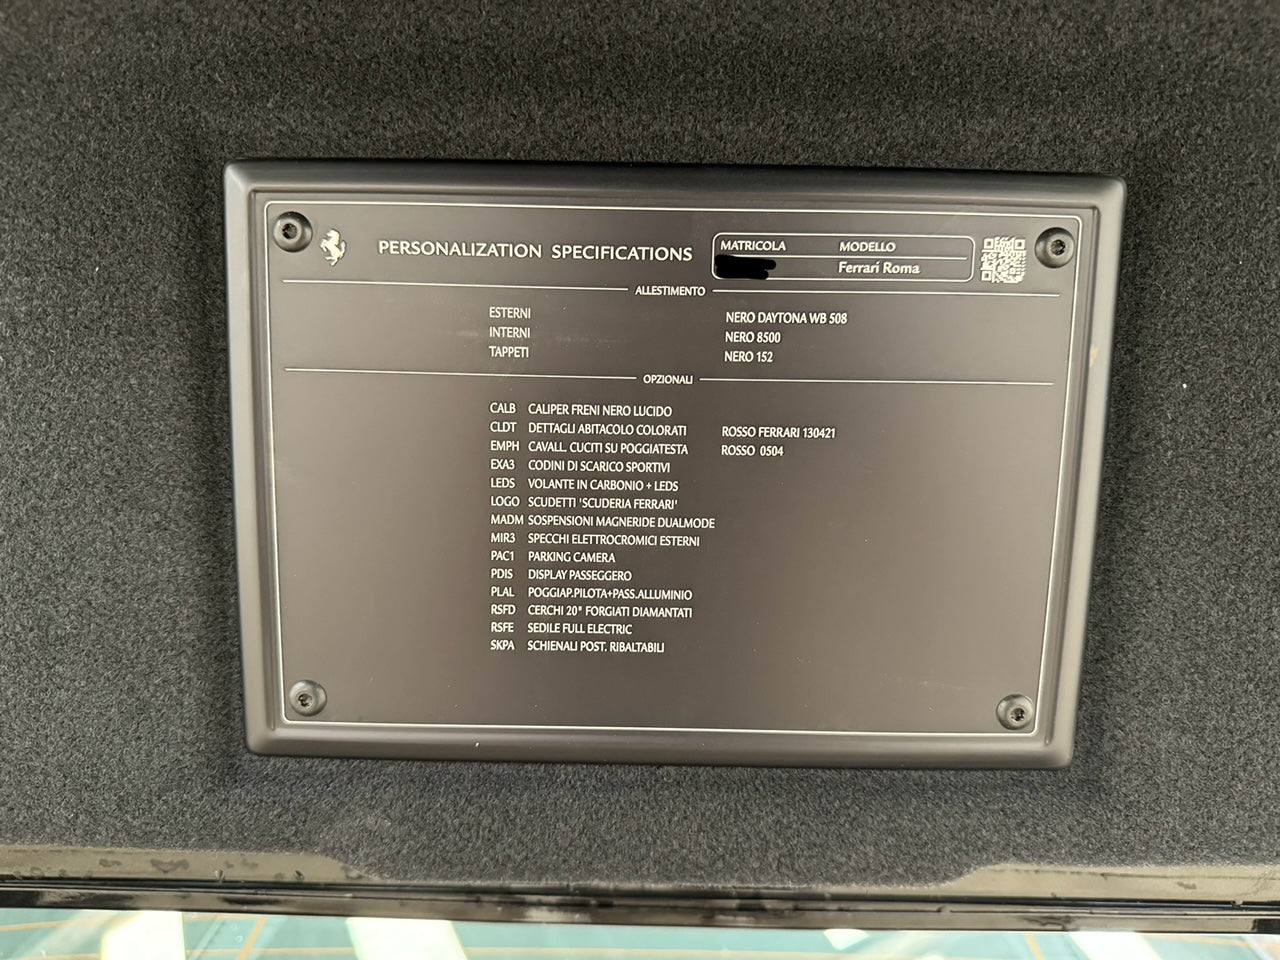 PERSONALIZATION SPECIFICATIONS
MATRICOLA MODELLO
Ferrari Roma
ALLESTIMENTO
ESTERNI NERO DAYTONA WB 508
INTERNI NERO 8500
TAPPETI NERO 152
OPZIONALI
CALB CALIPER FRENI NERO LUCIDO
CLDT DETTAGLI ABITACOLO COLORATI ROSSO FERRARI 130421
EMPH CAVALL. CUCITI SU POGGIATESTA ROSSO 0504
EXA3 CODINI DI SCARICO SPORTIVI
LEDS VOLANTE IN CARBONIO + LEDS
LOGO SCUDETTI 'SCUDERIA FERRARI'
MADM SOSPENSIONI MAGNERIDE DUALMODE
MIR3 SPECCHI ELETTROCROMICI ESTERNI
PAC1 PARKING CAMERA
PDIS DISPLAY PASSEGGERO
PLAL POGGIAP.PILOTA+PASS.ALLUMINIO
RSFD CERCHI 20" FORGIATI DIAMANTATI
RSFE SEDILE FULL ELECTRIC
SKPA SCHIENALI POST. RIBALTABILI